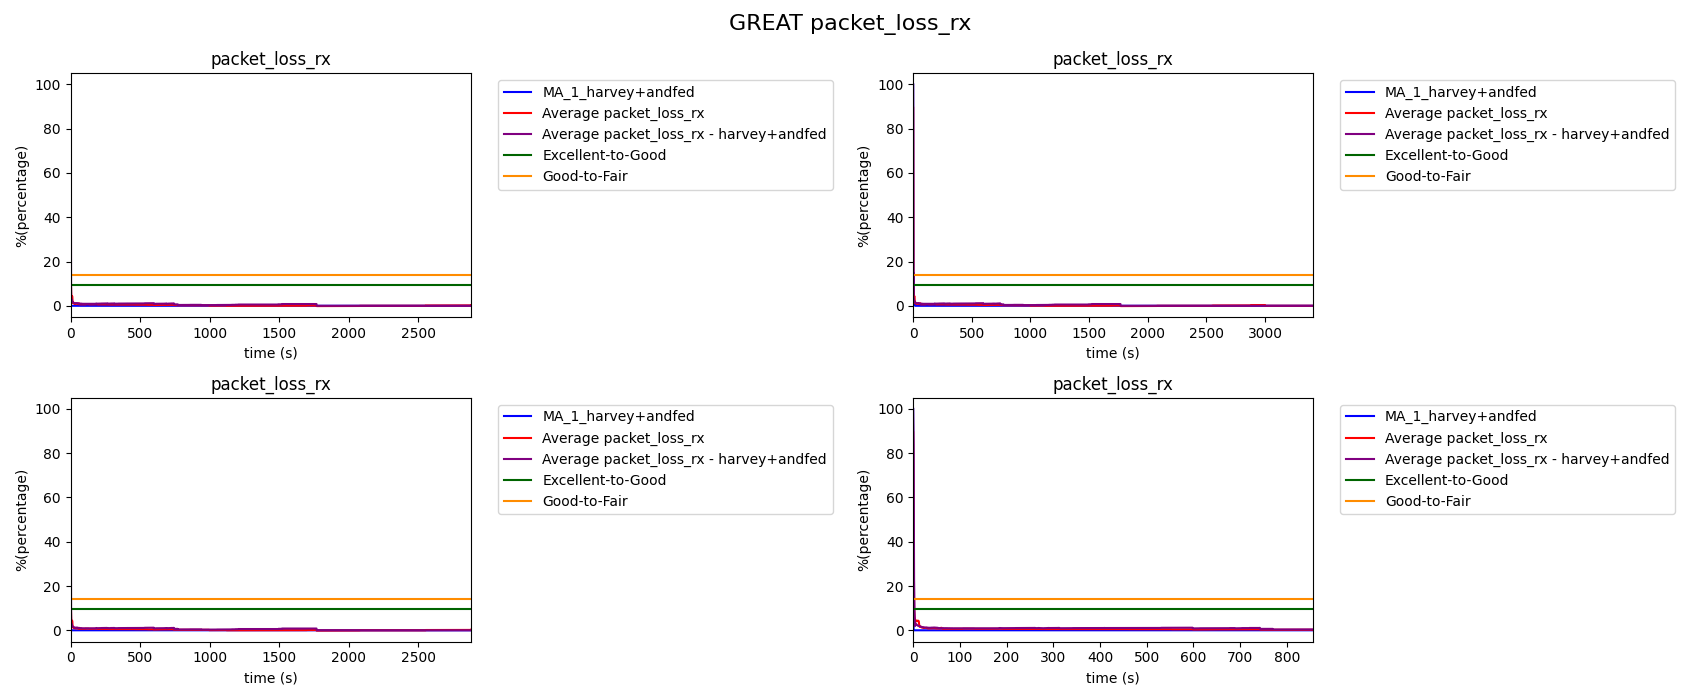 GREAT packet_loss_rx
packet_loss_rx
%(percentage)
100
80
60
40
20
0
0 500 1000 1500 2000 2500
time (s)
MA_1_harvey+andfed
Average packet_loss_rx
Average packet_loss_rx - harvey+andfed
Excellent-to-Good
Good-to-Fair
packet_loss_rx
%(percentage)
100
80
60
40
20
0
0 500 1000 1500 2000 2500 3000
time (s)
MA_1_harvey+andfed
Average packet_loss_rx
Average packet_loss_rx - harvey+andfed
Excellent-to-Good
Good-to-Fair
packet_loss_rx
%(percentage)
100
80
60
40
20
0
0 500 1000 1500 2000 2500
time (s)
MA_1_harvey+andfed
Average packet_loss_rx
Average packet_loss_rx - harvey+andfed
Excellent-to-Good
Good-to-Fair
packet_loss_rx
%(percentage)
100
80
60
40
20
0
0 100 200 300 400 500 600 700 800
time (s)
MA_1_harvey+andfed
Average packet_loss_rx
Average packet_loss_rx - harvey+andfed
Excellent-to-Good
Good-to-Fair